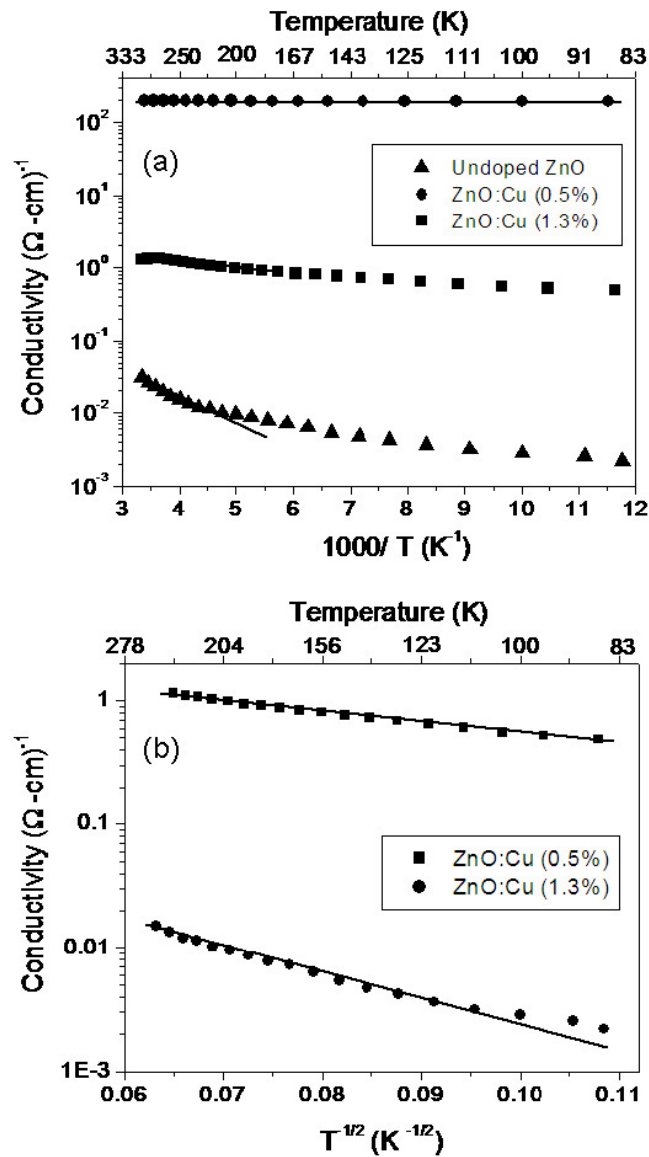 Temperature (K)
333 250 200 167 143 125 111 100 91 83
(a)
Undoped ZnO
ZnO:Cu (0.5%)
ZnO:Cu (1.3%)
Conductivity (Ω-cm)⁻¹
10²
10¹
10⁰
10⁻¹
10⁻²
10⁻³
3 4 5 6 7 8 9 10 11 12
1000/ T (K⁻¹)
Temperature (K)
278 204 156 123 100 83
(b)
ZnO:Cu (0.5%)
ZnO:Cu (1.3%)
Conductivity (Ω-cm)⁻¹
1
0.1
0.01
1E-3
0.06 0.07 0.08 0.09 0.10 0.11
T⁻¹/² (K⁻¹/²)